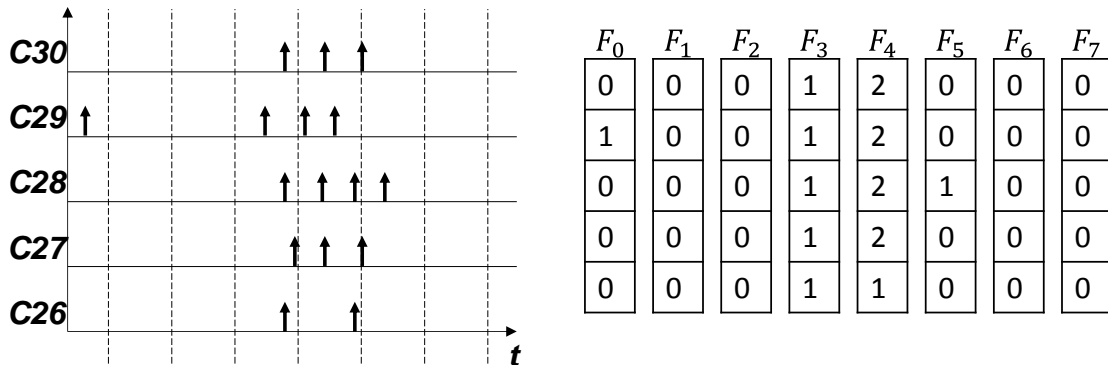 C30
C29
C28
C27
C26
t
F₀ F₁ F₂ F₃ F₄ F₅ F₆ F₇
0 0 0 1 2 0 0 0
1 0 0 1 2 0 0 0
0 0 0 1 2 1 0 0
0 0 0 1 2 0 0 0
0 0 0 1 1 0 0 0